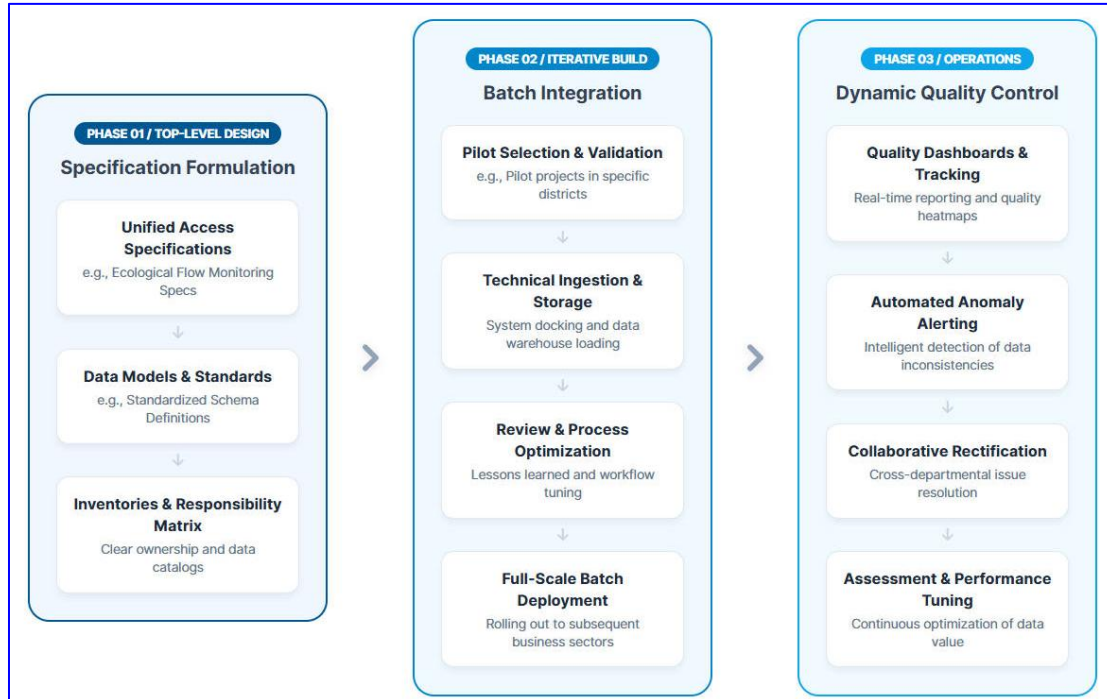 PHASE 01 / TOP-LEVEL DESIGN
Specification Formulation
Unified Access
Specifications
e.g., Ecological Flow Monitoring
Specs
Data Models & Standards
e.g., Standardized Schema
Definitions
Inventories & Responsibility
Matrix
Clear ownership and data
catalogs
PHASE 02 / ITERATIVE BUILD
Batch Integration
Pilot Selection & Validation
e.g., Pilot projects in specific
districts
Technical Ingestion &
Storage
System docking and data
warehouse loading
Review & Process
Optimization
Lessons learned and workflow
tuning
Full-Scale Batch
Deployment
Rolling out to subsequent
business sectors
PHASE 03 / OPERATIONS
Dynamic Quality Control
Quality Dashboards &
Tracking
Real-time reporting and quality
heatmaps
Automated Anomaly
Alerting
Intelligent detection of data
inconsistencies
Collaborative Rectification
Cross-departmental issue
resolution
Assessment & Performance
Tuning
Continuous optimization of data
value